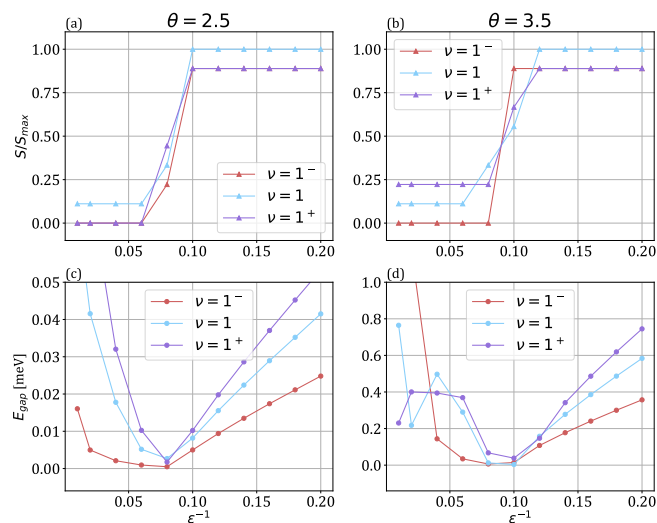 (a)
θ = 2.5
S/S_max
1.00
0.75
0.50
0.25
0.00
ν = 1⁻
ν = 1
ν = 1⁺
0.05 0.10 0.15 0.20
(b)
θ = 3.5
1.00
0.75
0.50
0.25
0.00
ν = 1⁻
ν = 1
ν = 1⁺
0.05 0.10 0.15 0.20
(c)
E_gap [meV]
0.05
0.04
0.03
0.02
0.01
0.00
ν = 1⁻
ν = 1
ν = 1⁺
0.05 0.10 0.15 0.20
ε⁻¹
(d)
1.0
0.8
0.6
0.4
0.2
0.0
ν = 1⁻
ν = 1
ν = 1⁺
0.05 0.10 0.15 0.20
ε⁻¹